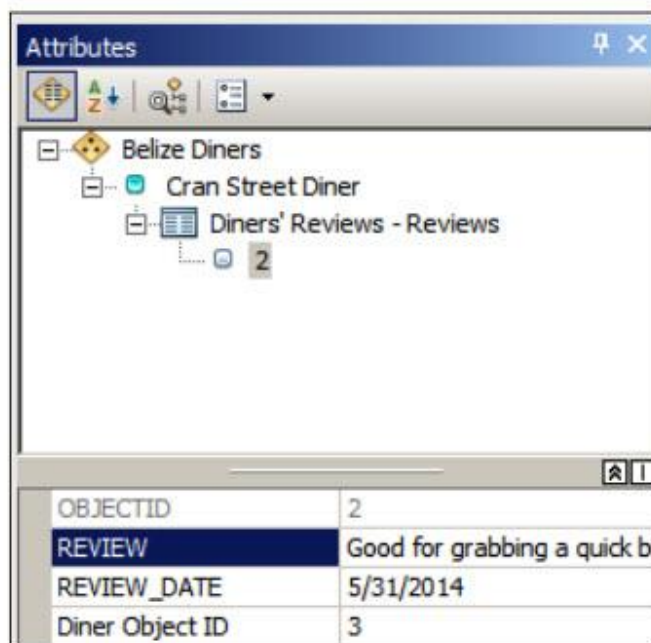 Attributes
Belize Diners
Cran Street Diner
Diners' Reviews - Reviews
2
OBJECTID 2
REVIEW Good for grabbing a quick b
REVIEW_DATE 5/31/2014
Diner Object ID 3